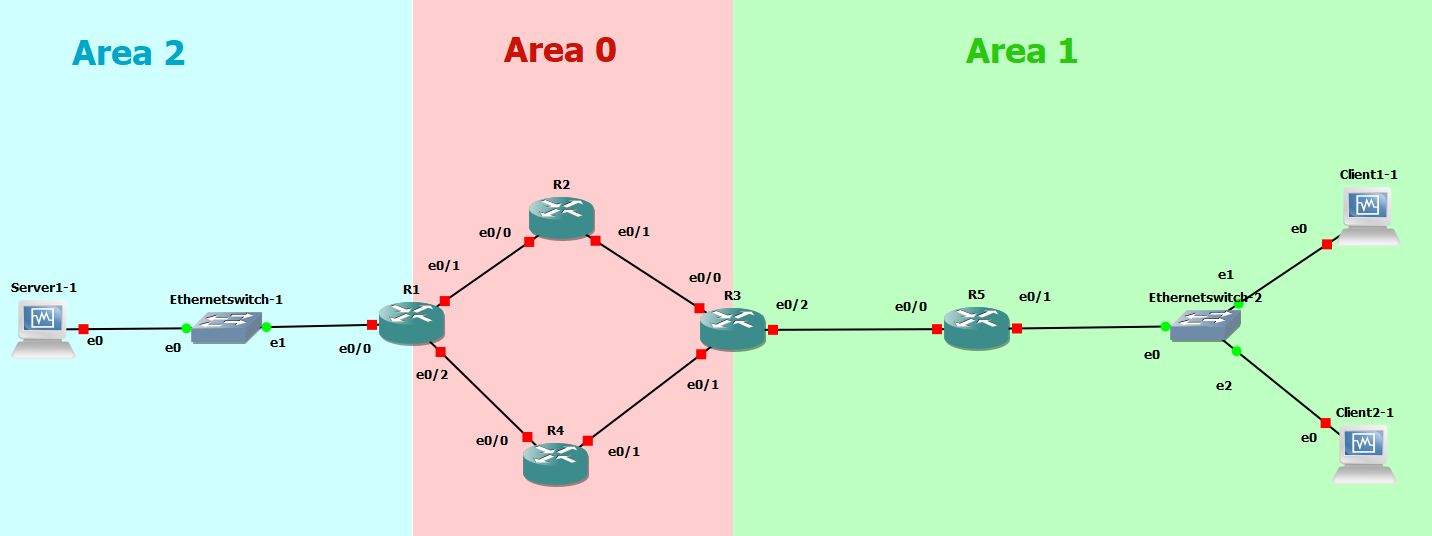 Area 2
Area 0
Area 1
Client1-1
R2
e0/0
e0/1
e0
e0/1
e0/0
e1
Server1-1
Ethernetswitch-1
R1
R3
e0/2
e0/0
R5
e0/1
Ethernetswitch-2
e0
e0
e1
e0/0
e0
e0/2
e0/1
e2
R4
Client2-1
e0/0
e0/1
e0